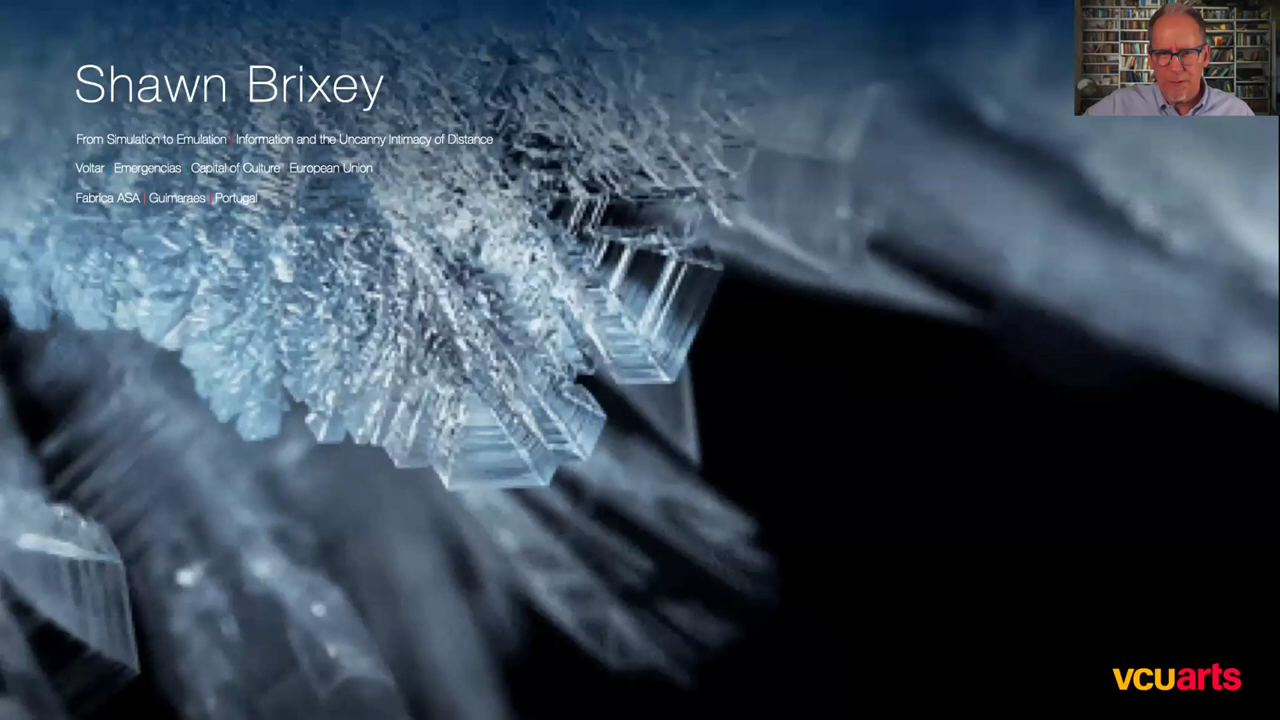 Shawn Brixey
From Simulation to Emulation | Information and the Uncanny Intimacy of Distance
Voltar | Emergencias | Capital of Culture | European Union
Fabrica ASA | Guimaraes | Portugal
vcuarts